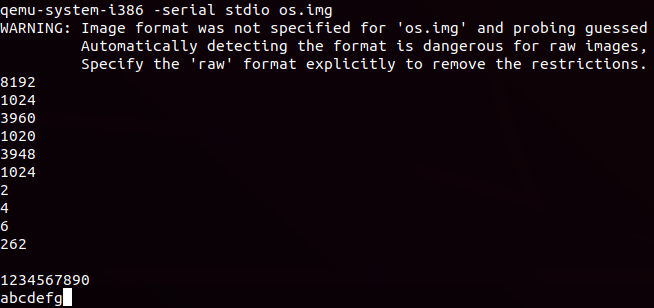 qemu-system-i386 -serial stdio os.img
WARNING: Image format was not specified for 'os.img' and probing guessed
Automatically detecting the format is dangerous for raw images,
Specify the 'raw' format explicitly to remove the restrictions.
8192
1024
3960
1020
3948
1024
2
4
6
262
1234567890
abcdefg